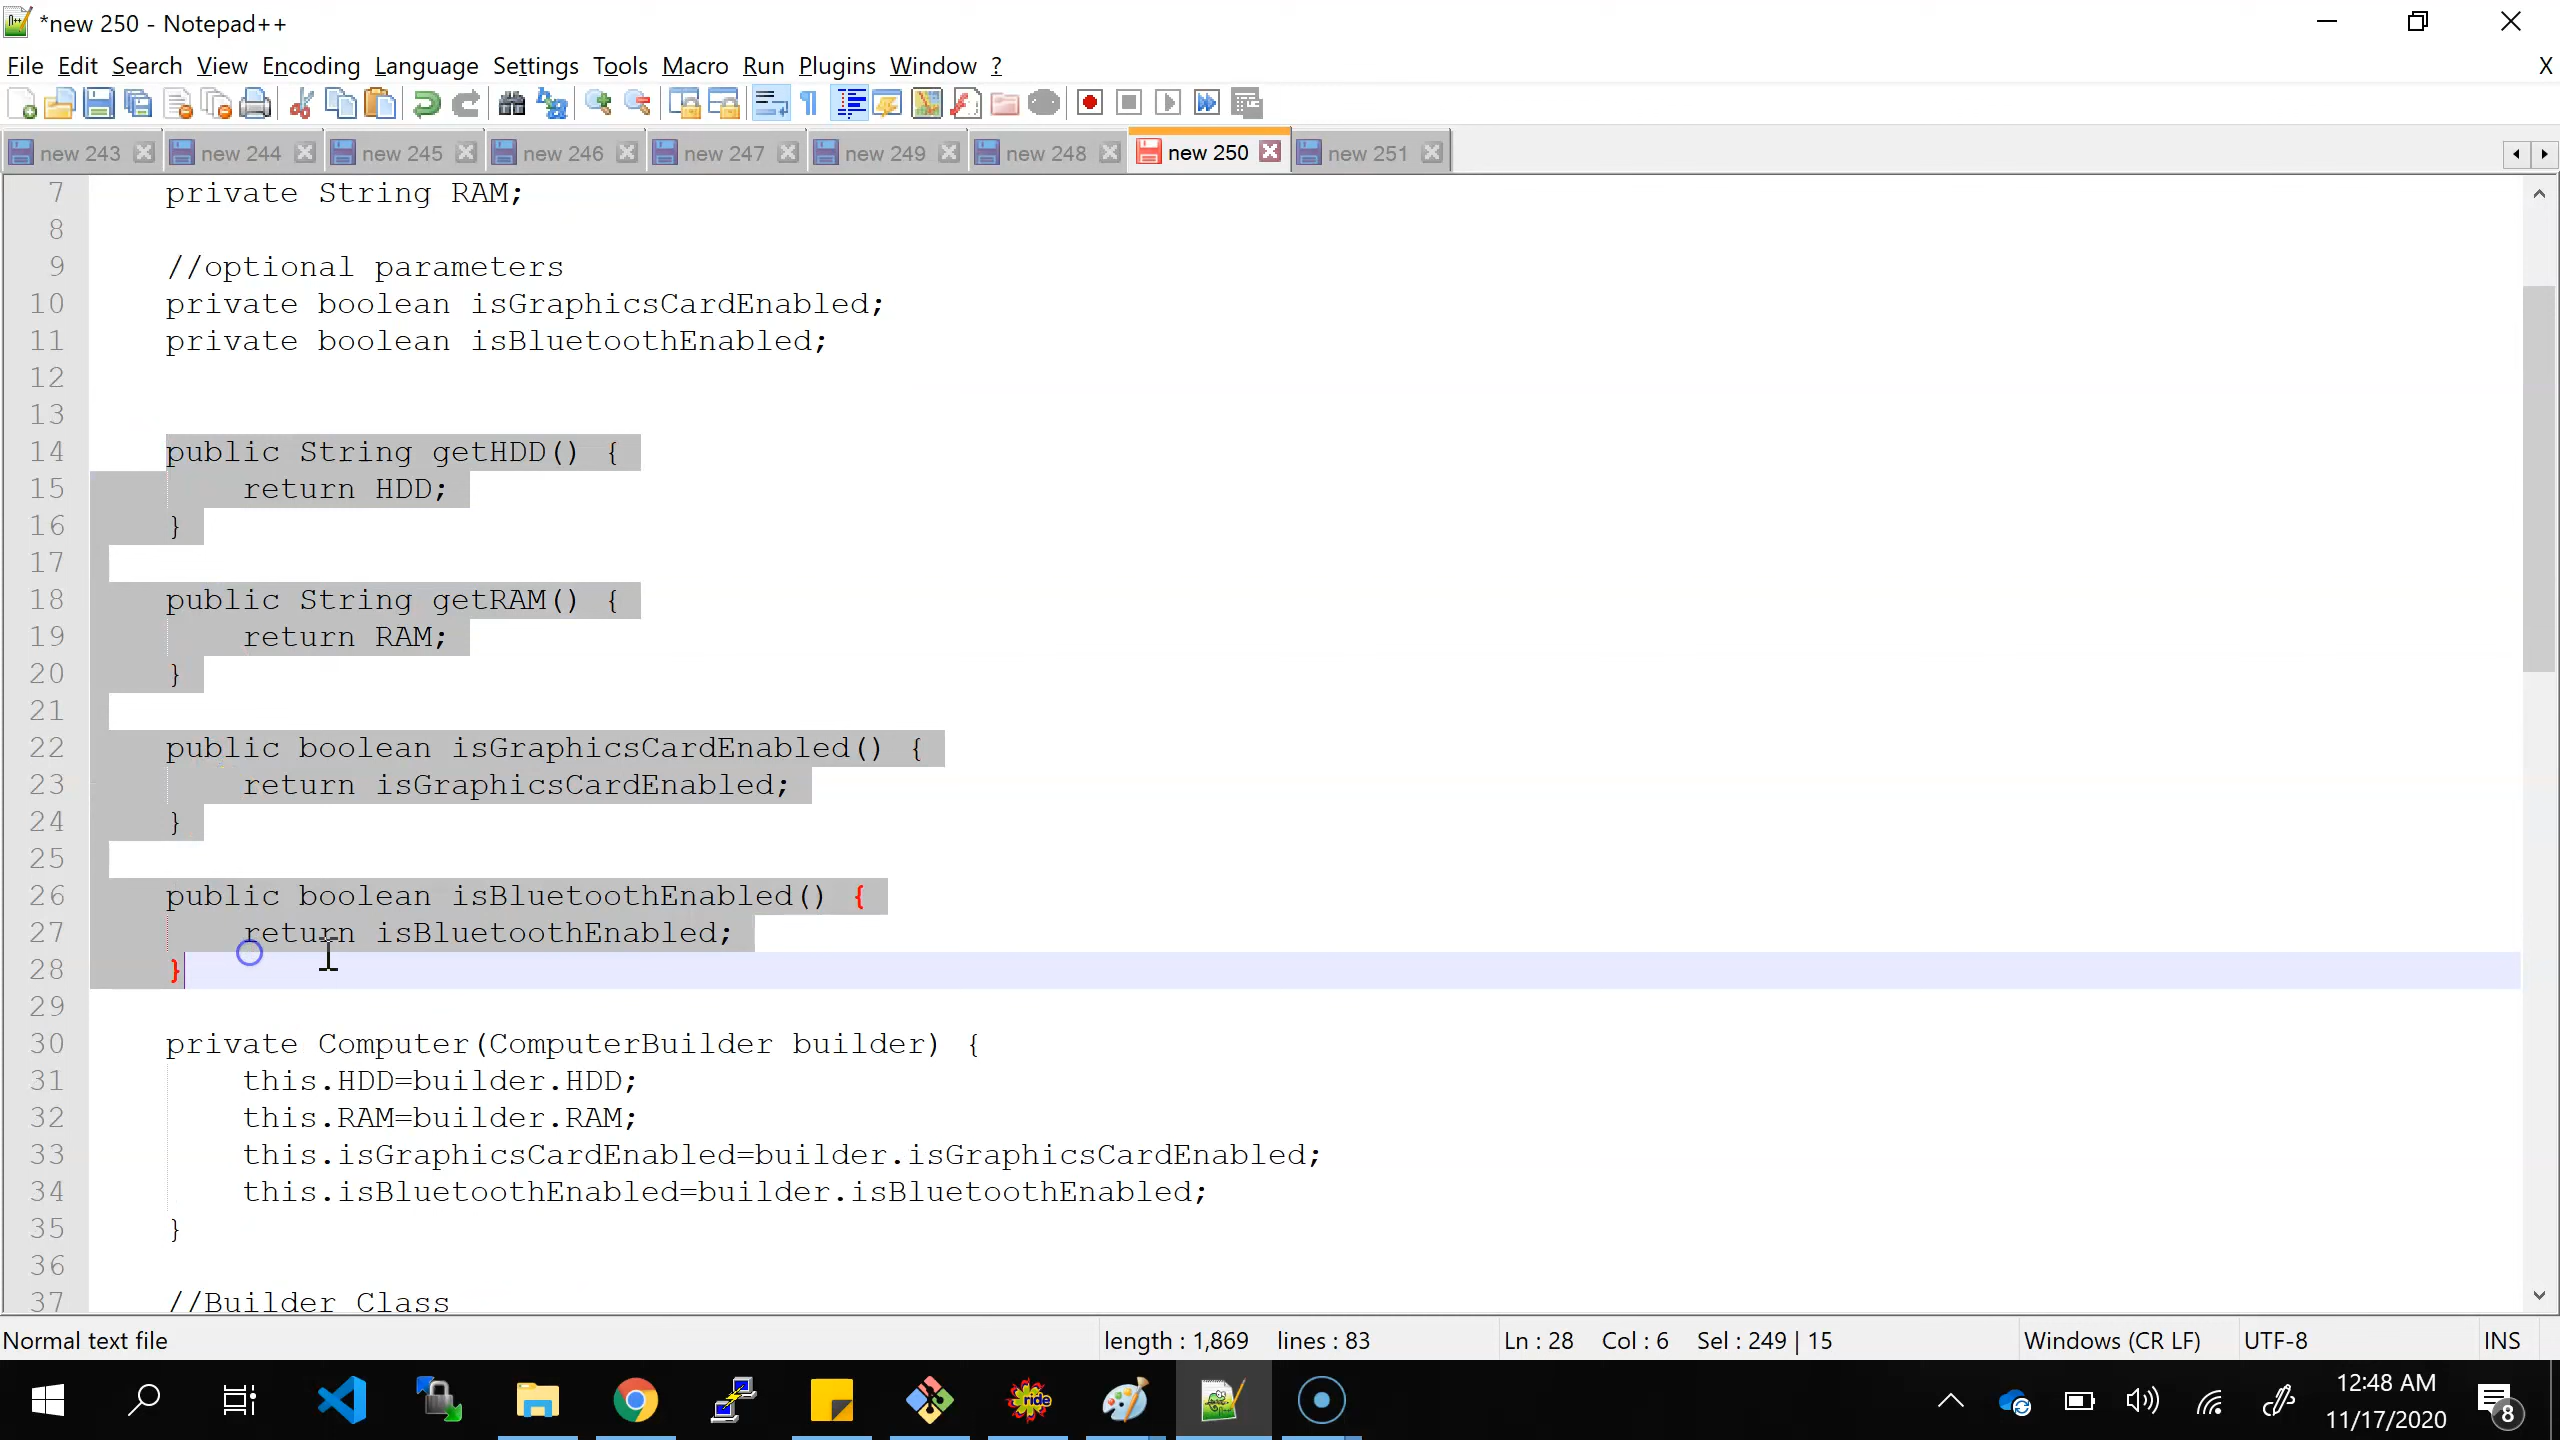 *new 250 - Notepad++
File Edit Search View Encoding Language Settings Tools Macro Run Plugins Window ? X
new 243 new 244 new 245 new 246 new 247 new 249 new 248 new 250 new 251
7 private String RAM;
8
9 //optional parameters
10 private boolean isGraphicsCardEnabled;
11 private boolean isBluetoothEnabled;
12
13
14 public String getHDD() {
15 return HDD;
16 }
17
18 public String getRAM() {
19 return RAM;
20 }
21
22 public boolean isGraphicsCardEnabled() {
23 return isGraphicsCardEnabled;
24 }
25
26 public boolean isBluetoothEnabled() {
27 return isBluetoothEnabled;
28 }
29
30 private Computer(ComputerBuilder builder) {
31 this.HDD=builder.HDD;
32 this.RAM=builder.RAM;
33 this.isGraphicsCardEnabled=builder.isGraphicsCardEnabled;
34 this.isBluetoothEnabled=builder.isBluetoothEnabled;
35 }
36
37 //Builder Class
Normal text file length : 1,869 lines : 83 Ln : 28 Col : 6 Sel : 249 | 15 Windows (CR LF) UTF-8 INS
ride
12:48 AM
11/17/2020
8